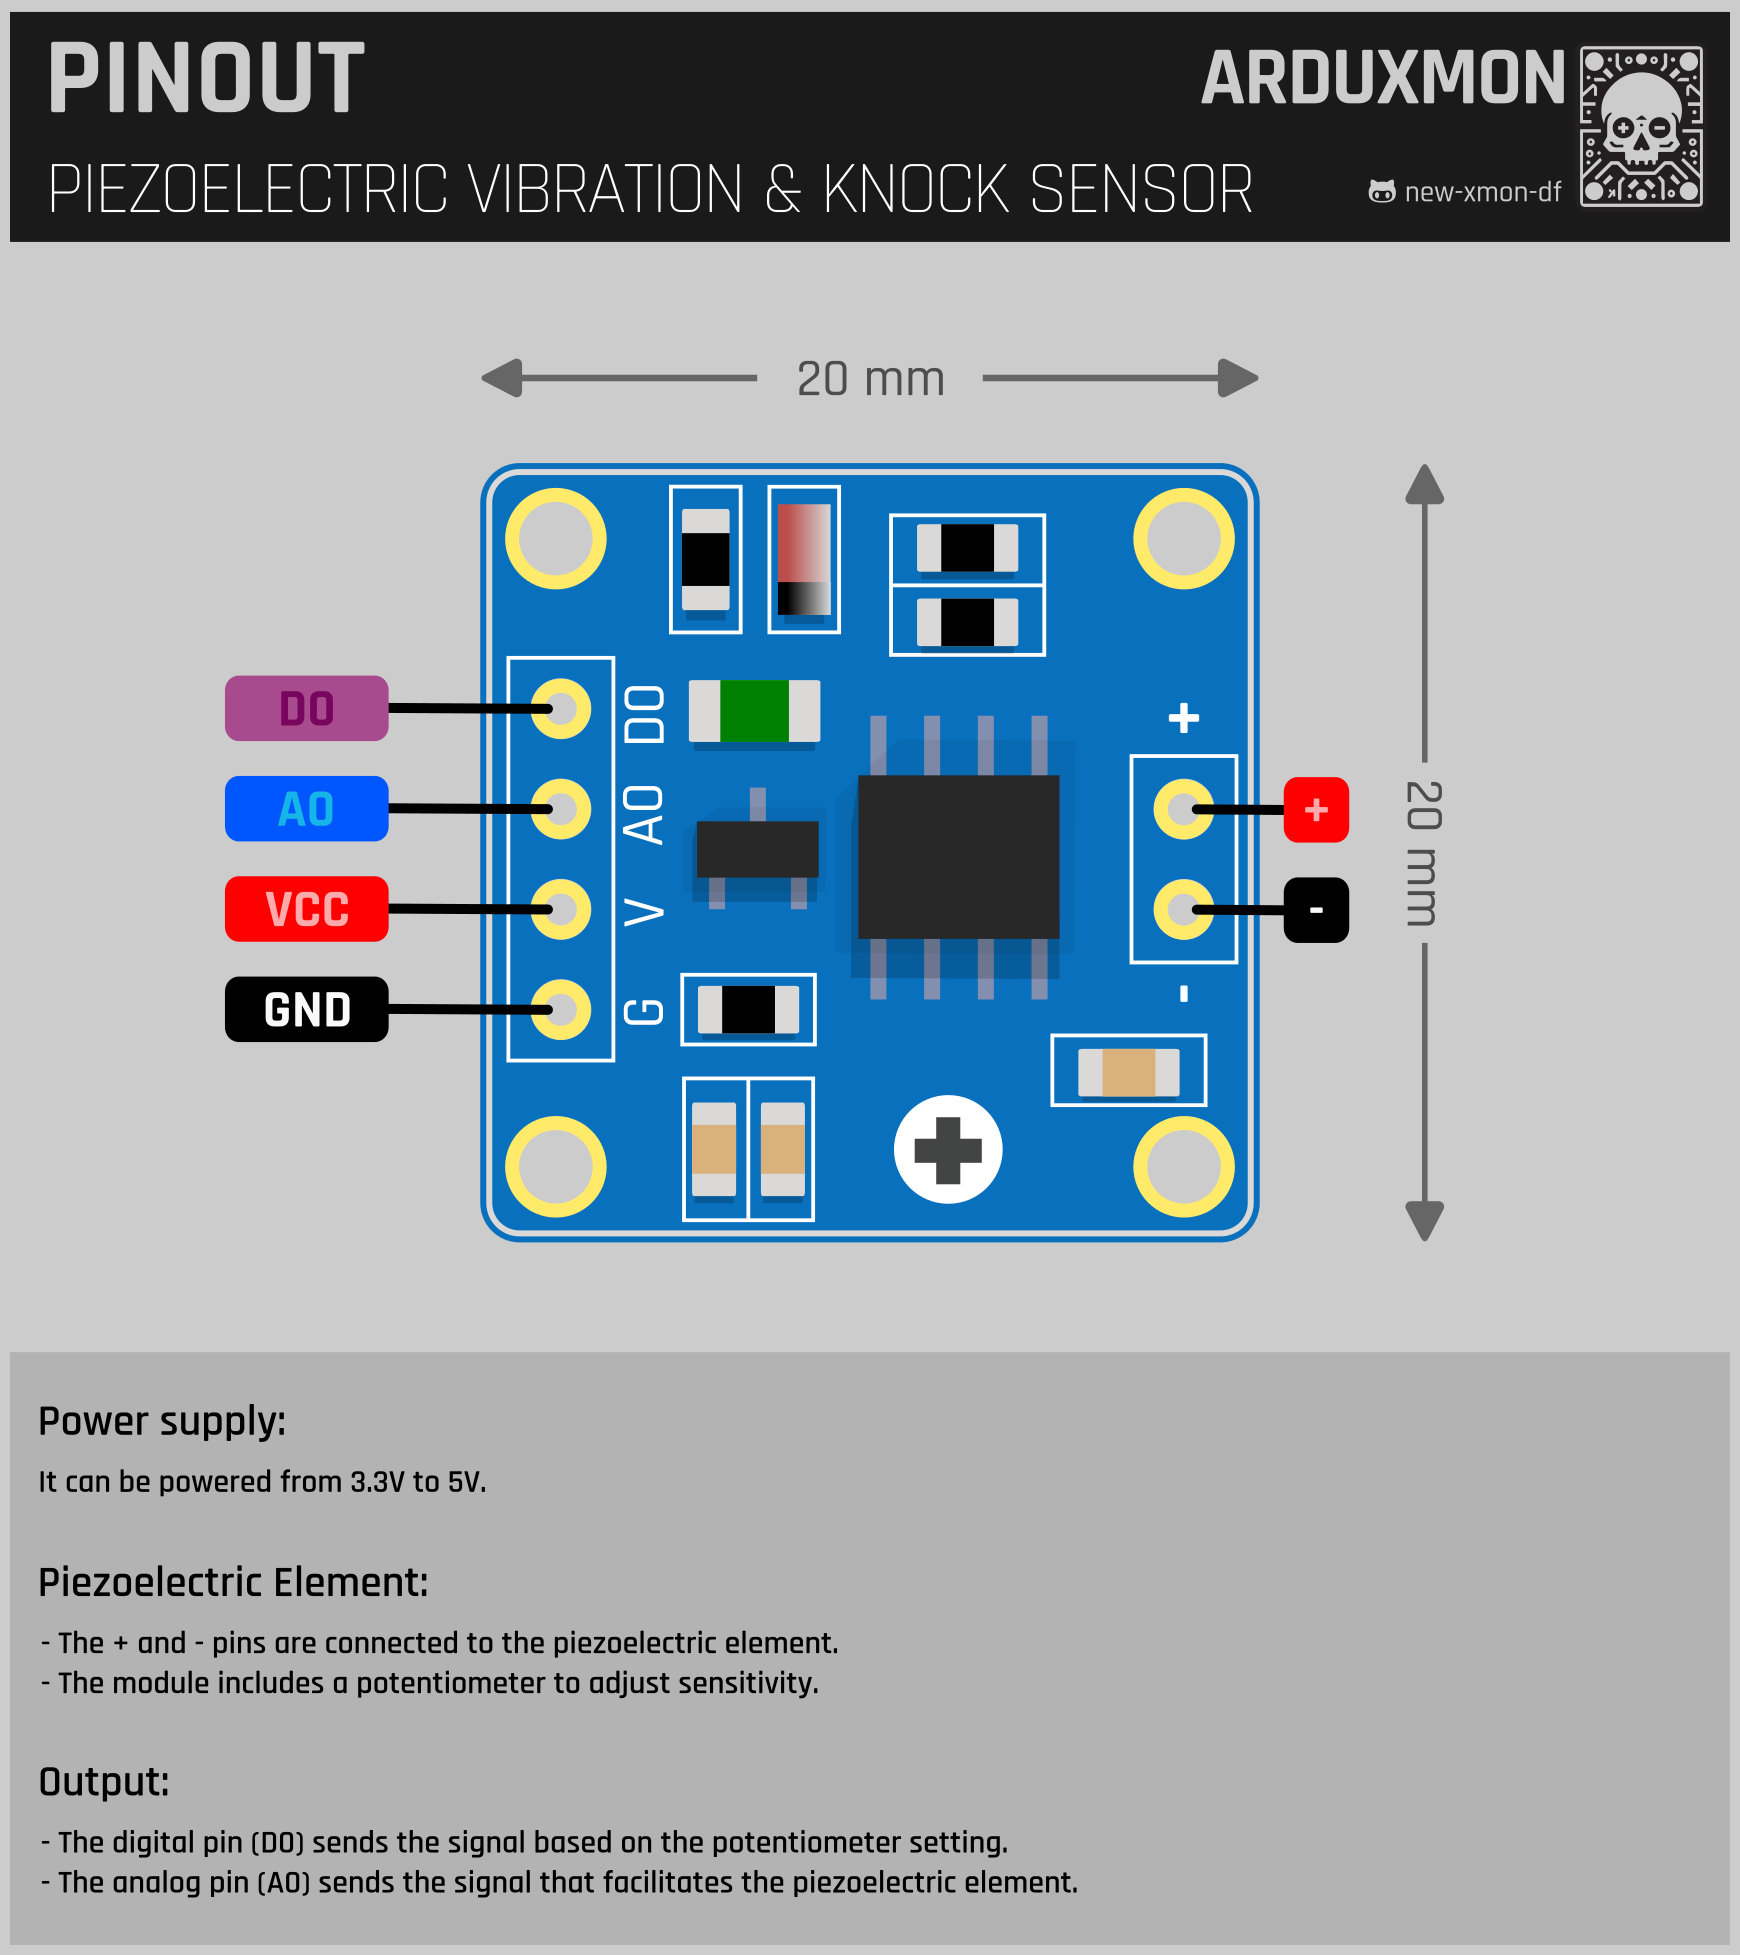 PINOUT
ARDUXMON
PIEZOELECTRIC VIBRATION & KNOCK SENSOR
new-xmon-df
20 mm
DO
DO
AO
AO
VCC
V
GND
G
+
+
-
-
20 mm
Power supply:
It can be powered from 3.3V to 5V.
Piezoelectric Element:
- The + and - pins are connected to the piezoelectric element.
- The module includes a potentiometer to adjust sensitivity.
Output:
- The digital pin (DO) sends the signal based on the potentiometer setting.
- The analog pin (AO) sends the signal that facilitates the piezoelectric element.